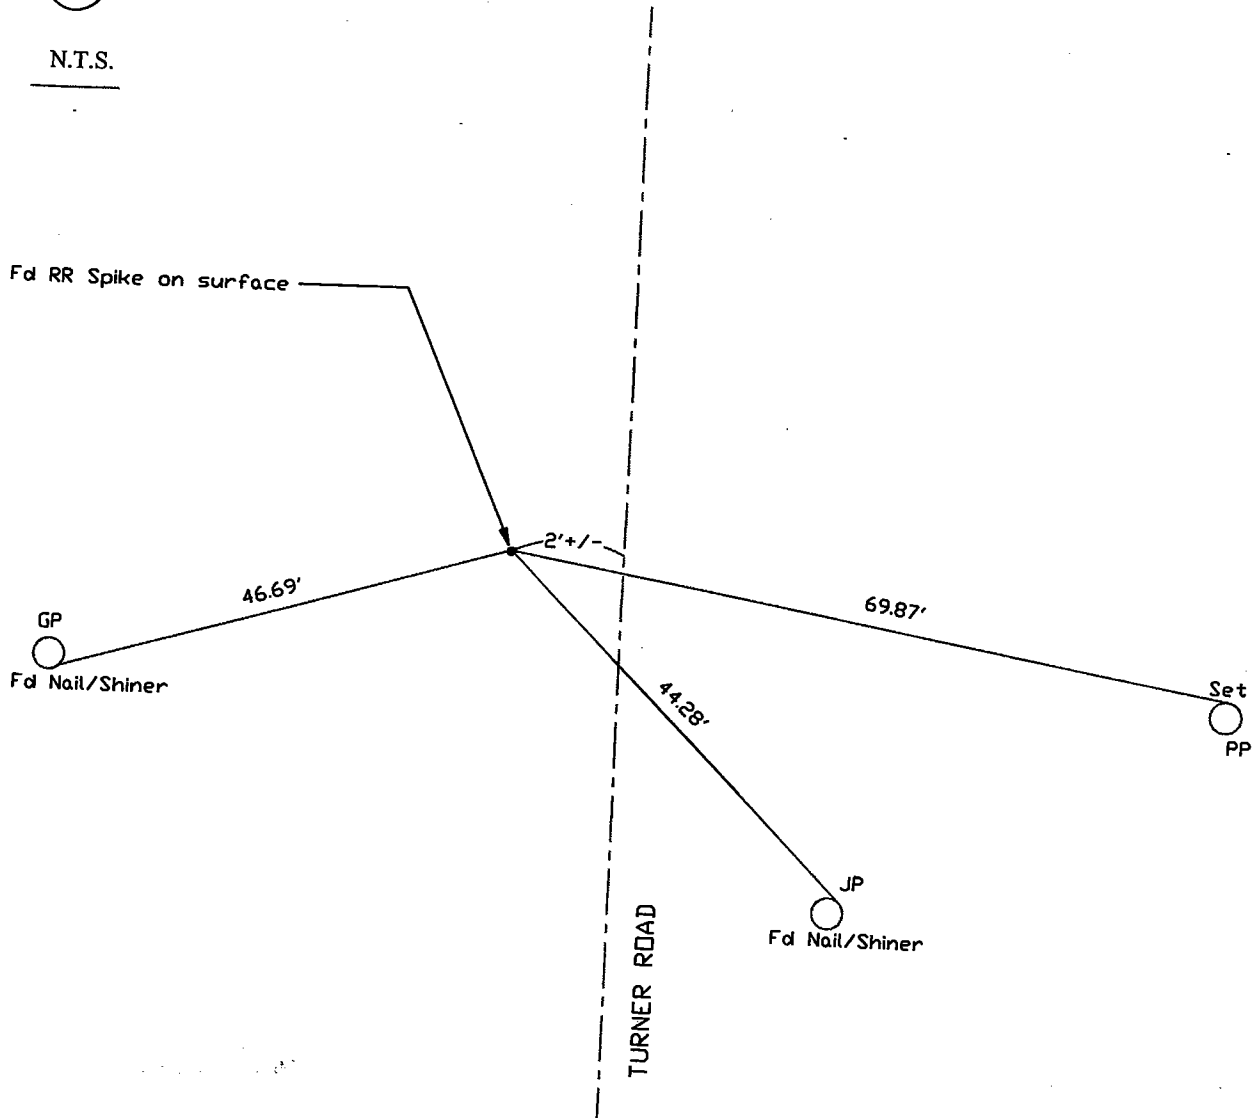 N.T.S.
Fd RR Spike on surface
2'+/-
46.69'
69.87'
GP
Fd Nail/Shiner
44.28'
Set
PP
JP
Fd Nail/Shiner
TURNER ROAD